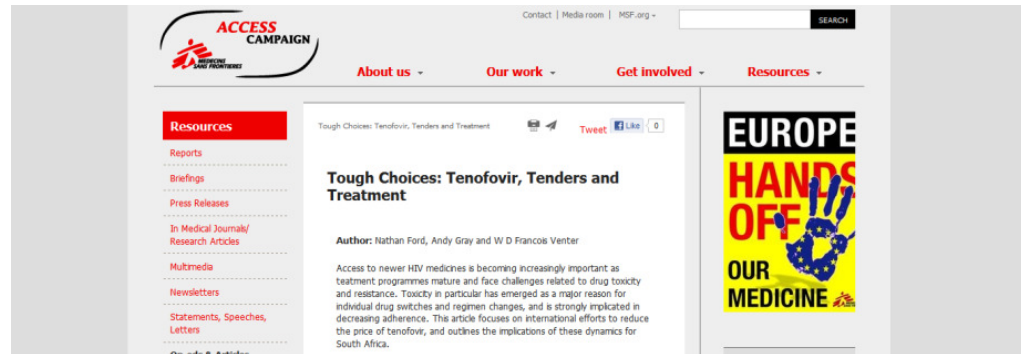 Contact | Media room | MSF.org
SEARCH
ACCESS
CAMPAIGN
MEDECINS
SANS FRONTIERES
About us
Our work
Get involved
Resources
Resources
Reports
Briefings
Press Releases
In Medical Journals/
Research Articles
Multimedia
Newsletters
Statements, Speeches,
Letters
Op-eds & Articles
Tough Choices: Tenofovir, Tenders and Treatment
Tweet
Like
0
Tough Choices: Tenofovir, Tenders and
Treatment
Author: Nathan Ford, Andy Gray and W D Francois Venter
Access to newer HIV medicines is becoming increasingly important as
teatment programmes mature and face challenges related to drug toxicity
and resistance. Toxicity in particular has emerged as a major reason for
individual drug switches and regimen changes, and is strongly implicated in
decreasing adherence. This article focuses on international efforts to reduce
the price of tenofovir, and outlines the implications of these dynamics for
South Africa.
EUROPE
HANDS
OFF
OUR
MEDICINE